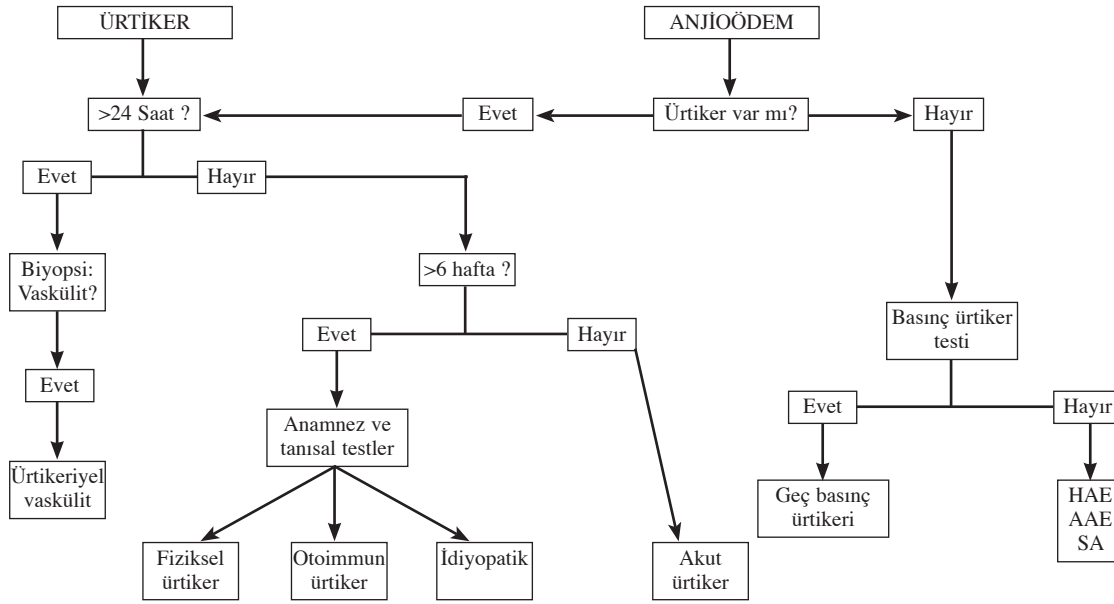 ÜRTİKER
ANJİOÖDEM
>24 Saat ?
Evet
Ürtiker var mı?
Hayır
Evet
Hayır
Biyopsi:
Vaskülit?
>6 hafta ?
Basınç ürtiker
testi
Evet
Hayır
Evet
Evet
Hayır
Anamnez ve
tanısal testler
Ürtikeriyel
vaskülit
Geç basınç
ürtikeri
HAE
AAE
SA
Fiziksel
ürtiker
Otoimmun
ürtiker
İdiyopatik
Akut
ürtiker